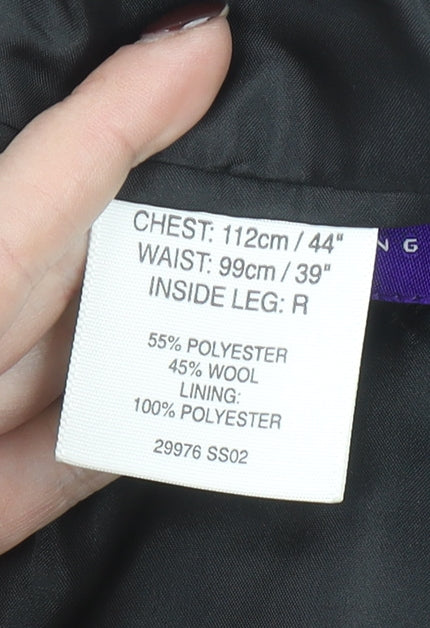 CHEST: 112cm / 44"
WAIST: 99cm / 39"
INSIDE LEG: R
55% POLYESTER
45% WOOL
LINING:
100% POLYESTER
29976 SS02
N G